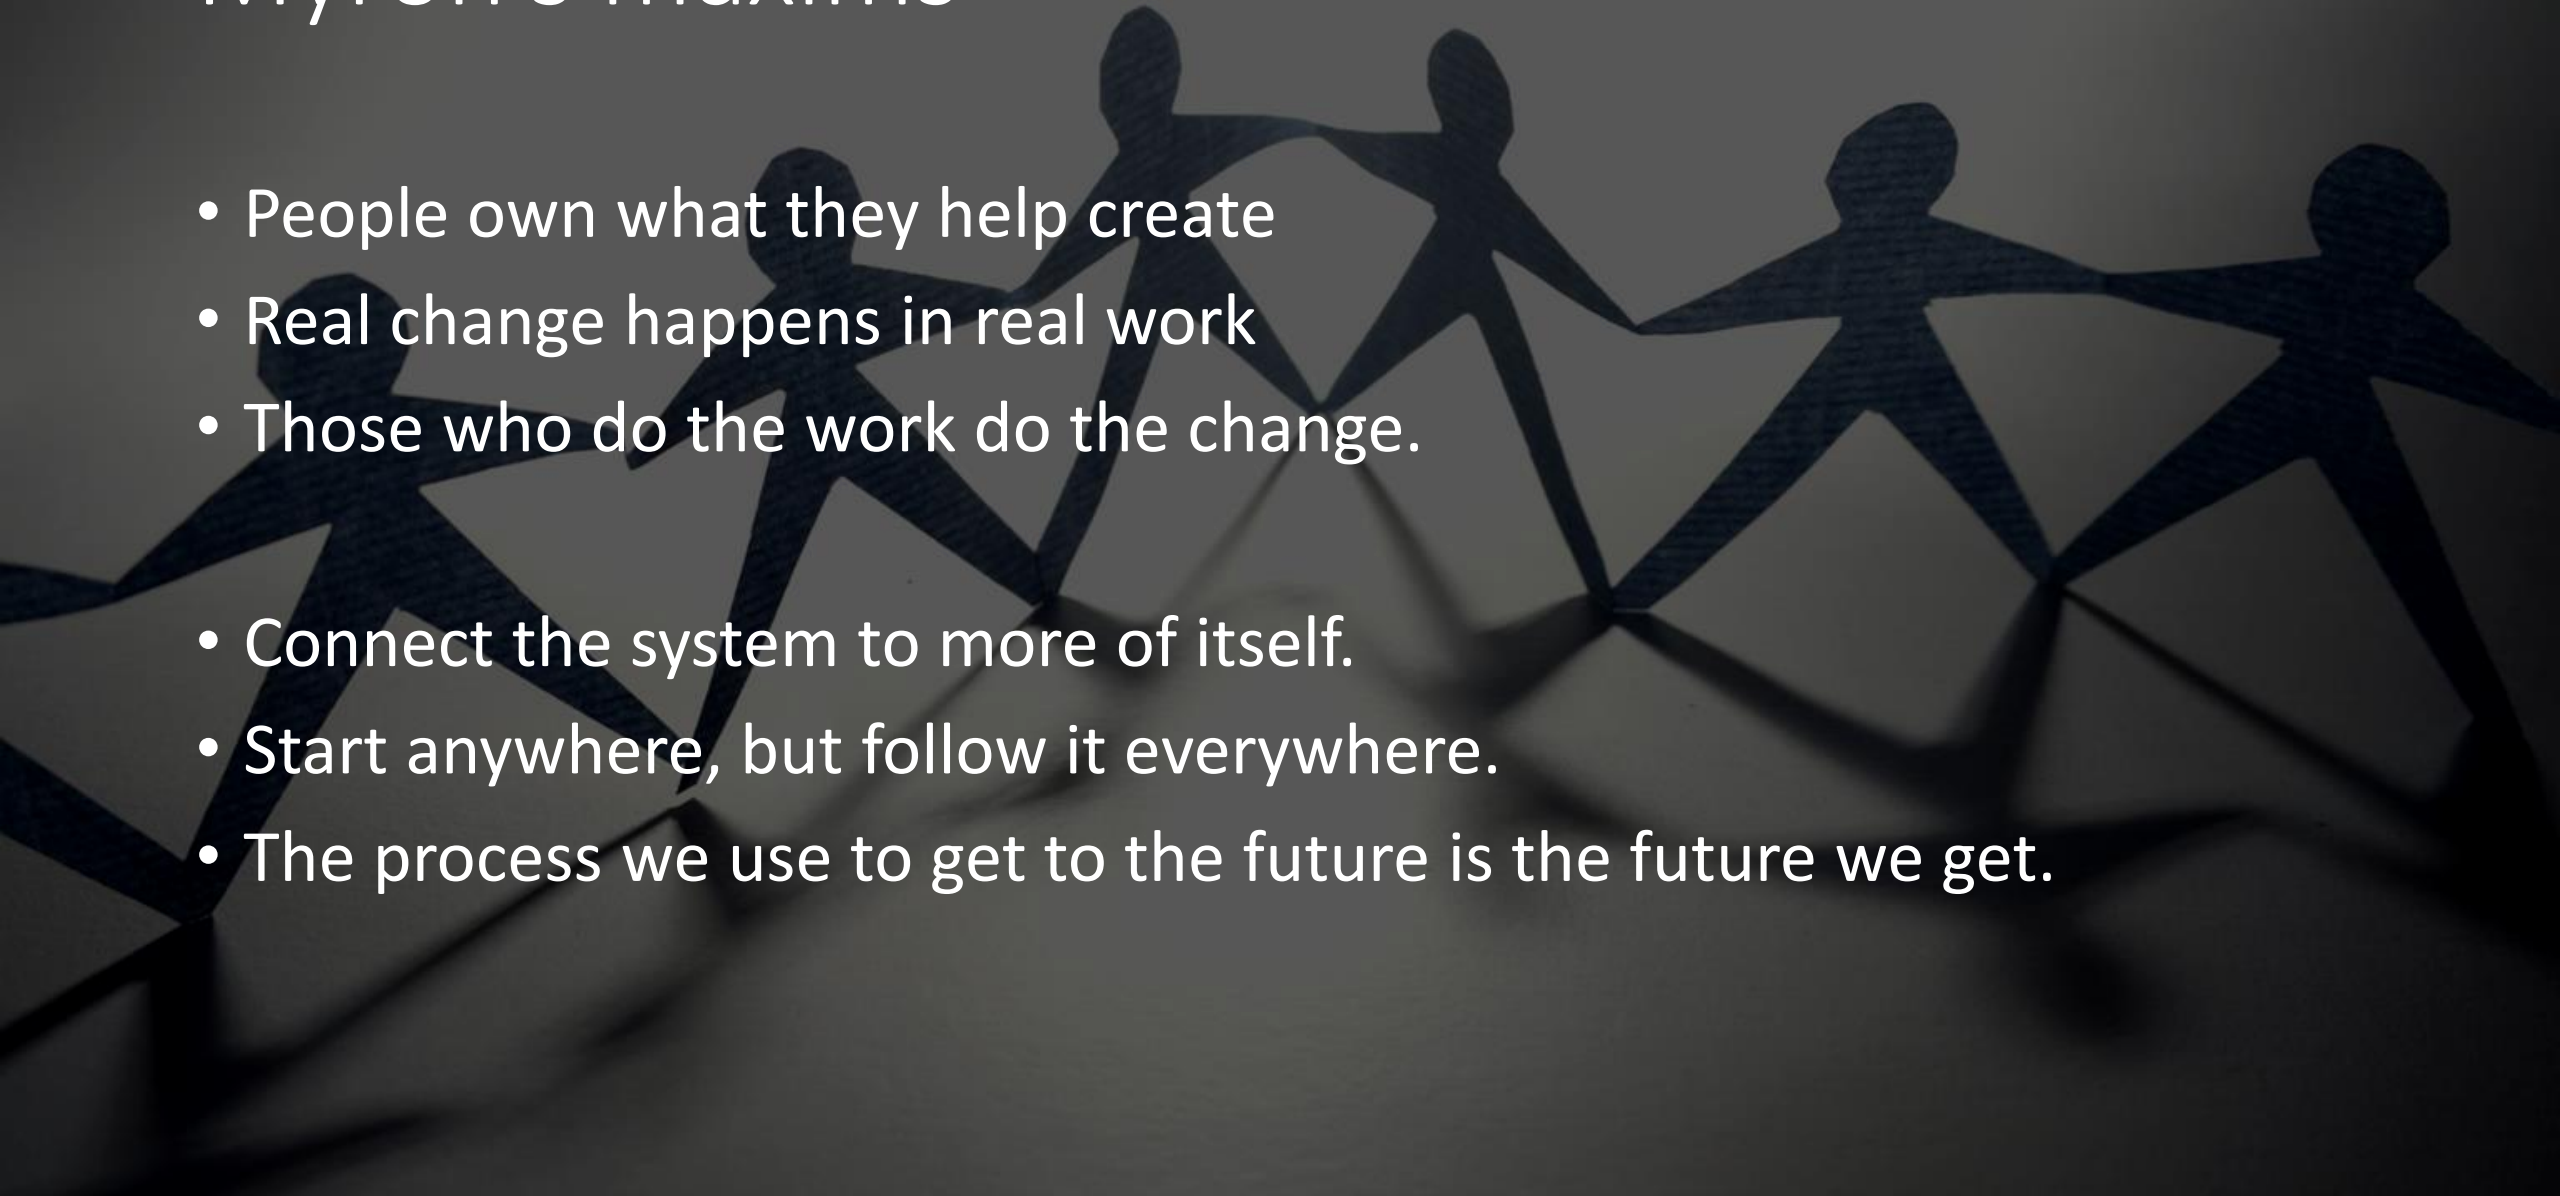 • People own what they help create
• Real change happens in real work
• Those who do the work do the change.
• Connect the system to more of itself.
• Start anywhere, but follow it everywhere.
• The process we use to get to the future is the future we get.